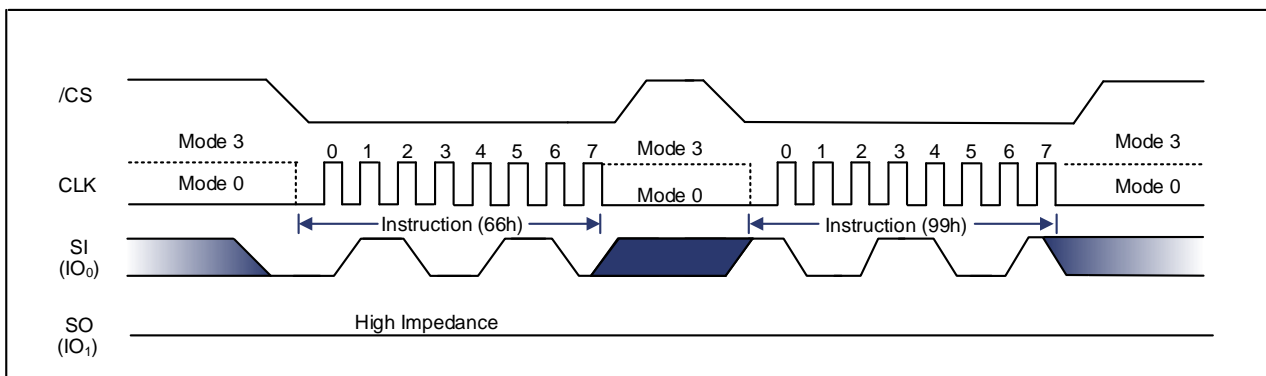 /CS
Mode 3 Mode 3 Mode 3
0 1 2 3 4 5 6 7 0 1 2 3 4 5 6 7
CLK Mode 0 Mode 0 Mode 0
Instruction (66h) Instruction (99h)
SI
(IO₀)
High Impedance
SO
(IO₁)